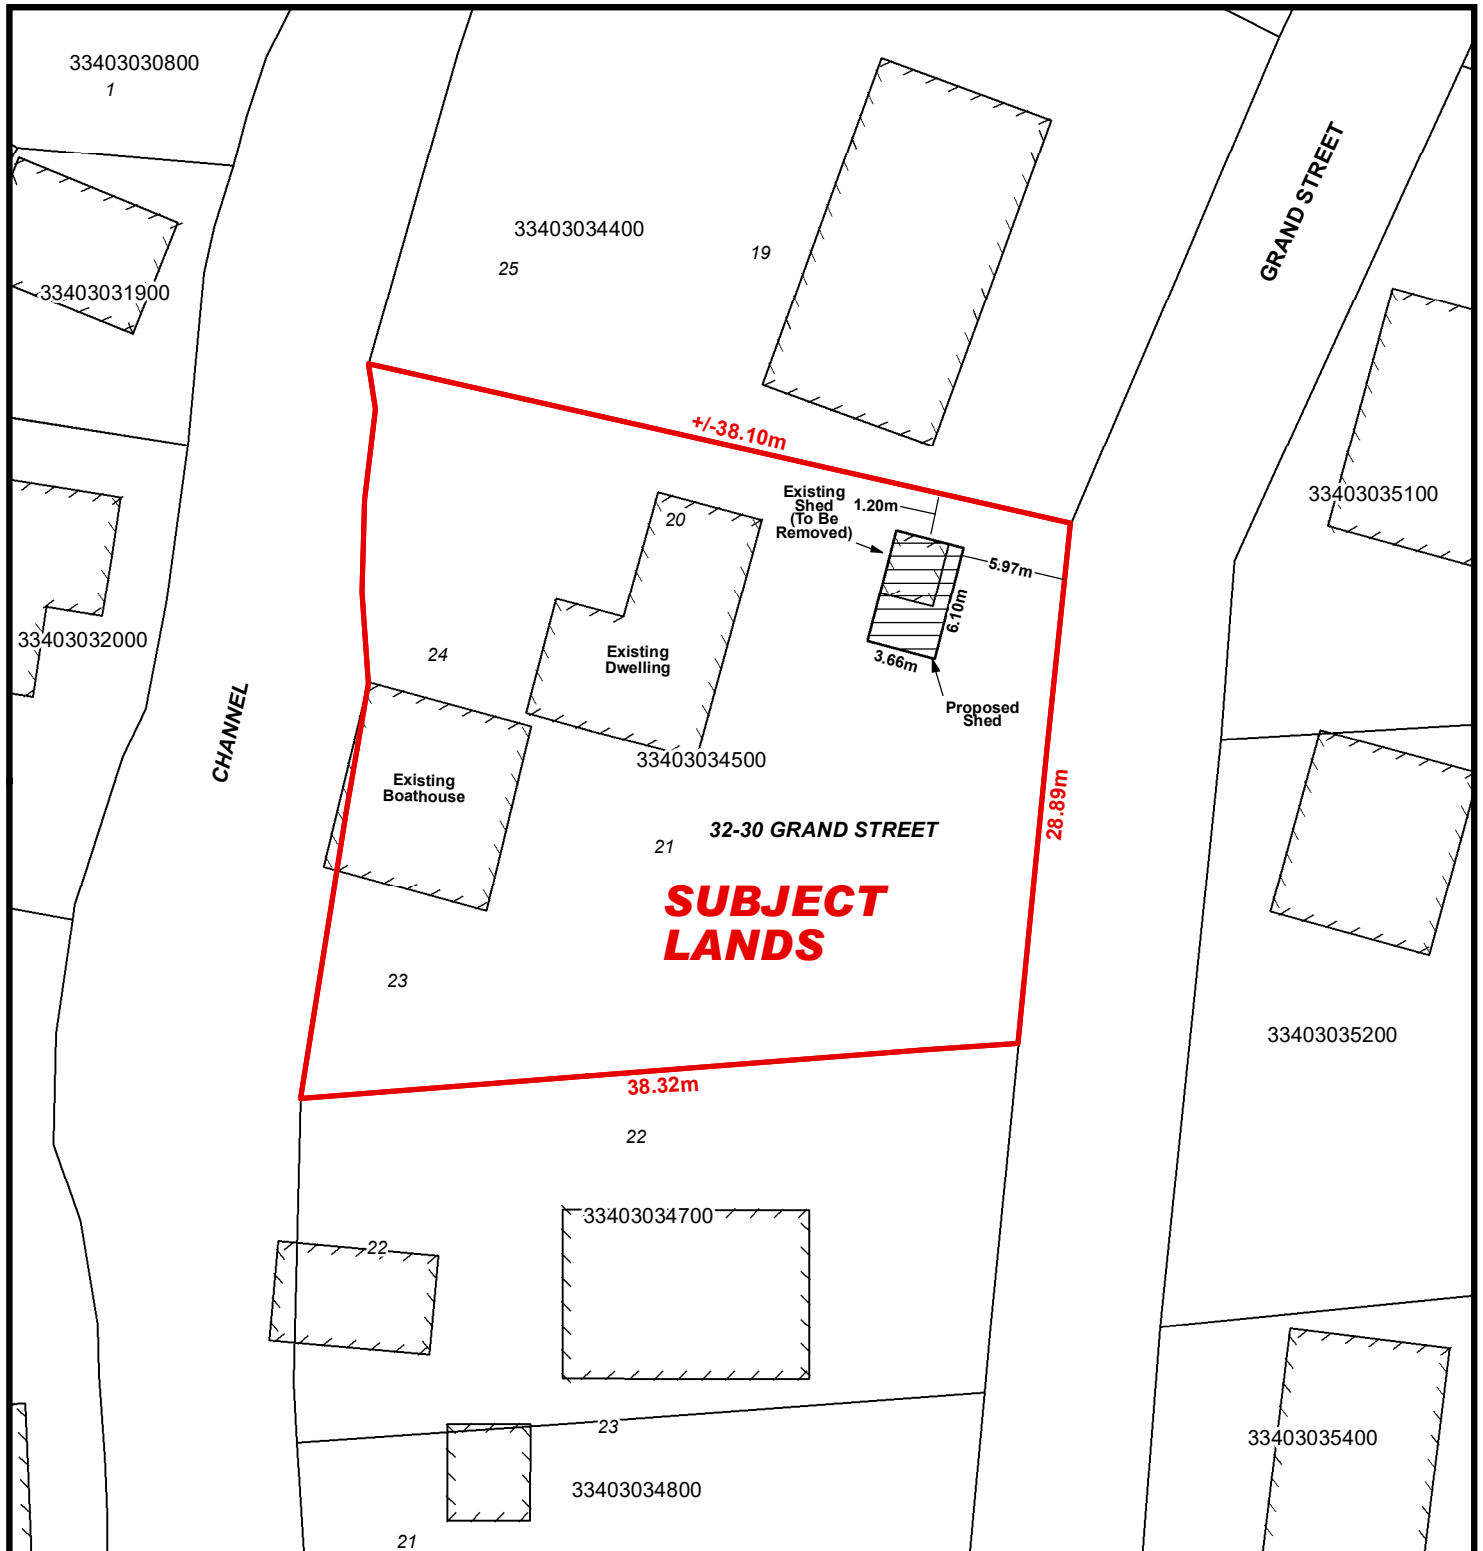 33403030800
1
GRAND STREET
33403034400
19
25
33403031900
+/-38.10m
Existing
Shed
(To Be
Removed)
1.20m
33403035100
20
5.97m
6.10m
33403032000
24
Existing
Dwelling
3.66m
Proposed
Shed
CHANNEL
33403034500
Existing
Boathouse
28.89m
32-30 GRAND STREET
21
SUBJECT
LANDS
23
33403035200
38.32m
22
33403034700
22
23
33403035400
33403034800
21